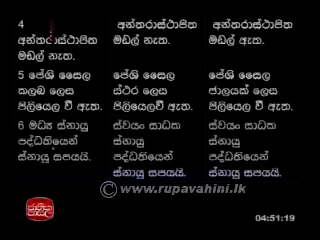 4 අන්තරාස්ථාපිත අන්තරාස්ථාපිත
අන්තරාස්ථාපිත මඩල් නැත. මඩල් ඇත.
මඩල් නැත.
5 පේශි සෛල පේශි සෛල පේශි සෛල
කලුබ ලෙස ස්ථර ලෙස ජාලයක් ලෙස
පිලියෙල වී ඇත. පිලියෙලවී ඇත. පිලියෙල වී ඇත.
6 මධ්‍ය ස්නායු ස්වයං සාධක ස්වයං සාධක
පද්ධතියෙන් ස්නායු ස්නායු
ස්නායු සපයයි. පද්ධතියෙන් පද්ධතියෙන්
ස්නායු සපයයි. ස්නායු සපයයි.
© www.rupavahini.lk
04:51:19